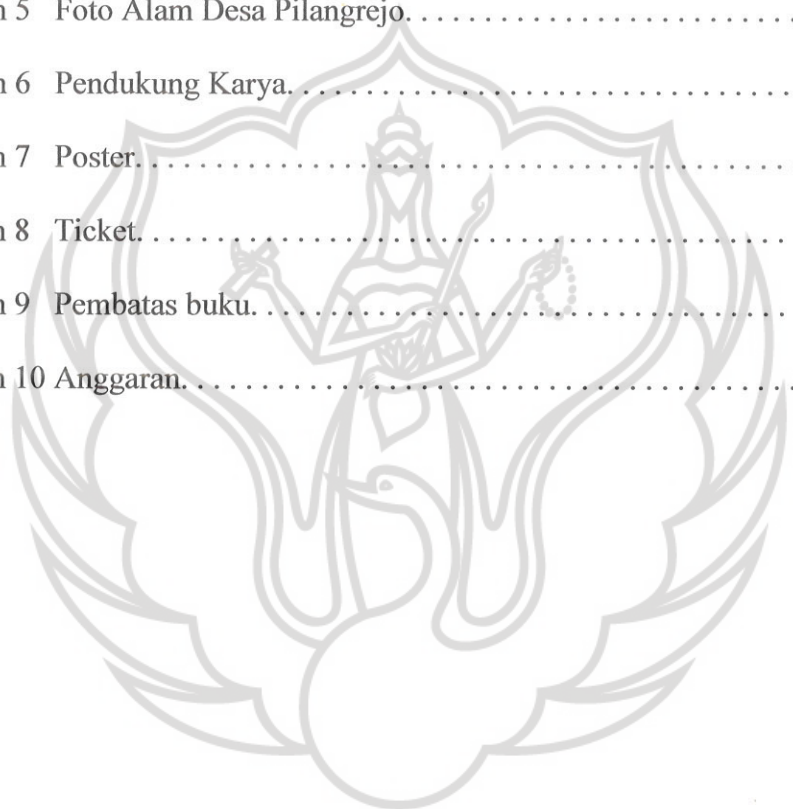 n 5 Foto Alam Desa Pilangrejo. . . . . . . . . . . . . . . . . . . . . . . . . . . . .
n 6 Pendukung Karya. . . . . . . . . . . . . . . . . . . . . . . . . . . . . . . . . . . . .
n 7 Poster. . . . . . . . . . . . . . . . . . . . . . . . . . . . . . . . . . . . . . . . . . . . . . .
n 8 Ticket. . . . . . . . . . . . . . . . . . . . . . . . . . . . . . . . . . . . . . . . . . . . . . .
n 9 Pembatas buku. . . . . . . . . . . . . . . . . . . . . . . . . . . . . . . . . . . . . . .
n 10 Anggaran. . . . . . . . . . . . . . . . . . . . . . . . . . . . . . . . . . . . . . . . . . . .